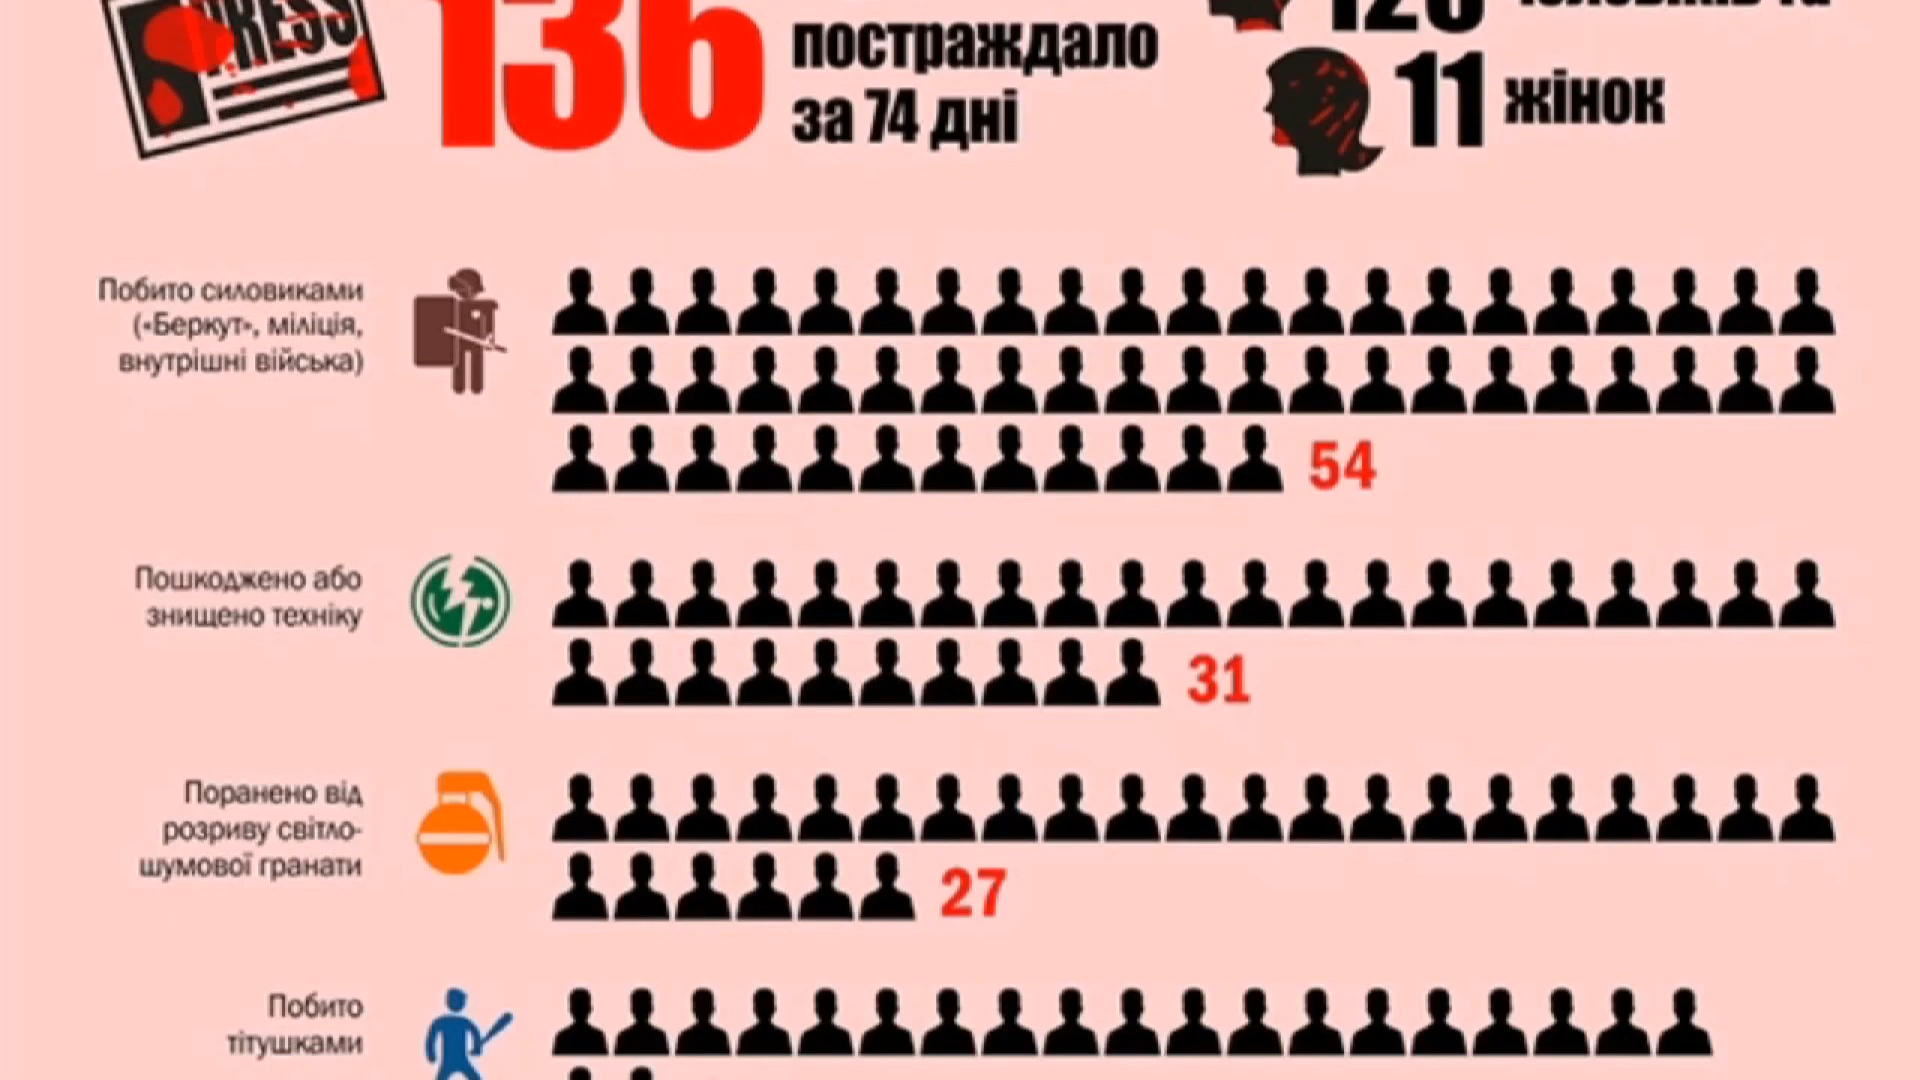 PRESS
136
постраждало
за 74 дні
11 жінок
Побито силовиками
(«Беркут», міліція,
внутрішні війська)
54
Пошкоджено або
знищено техніку
31
Поранено від
розриву світло-
шумової гранати
27
Побито
тітушками